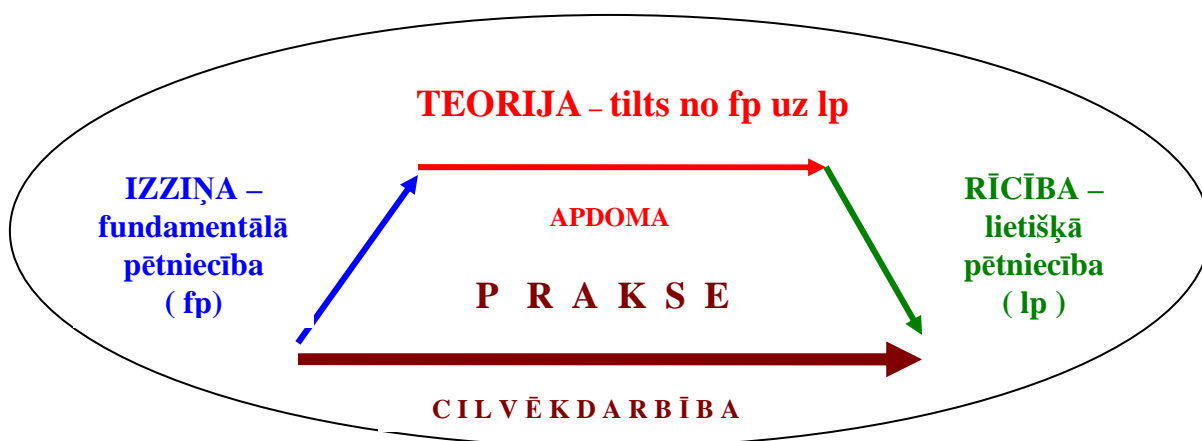 TEORIJA – tilts no fp uz lp
IZZIŅA –
fundamentālā
pētniecība
( fp)
APDOMA
RĪCĪBA –
lietišķā
pētniecība
( lp )
P R A K S E
C I L V Ē K D A R B Ī B A